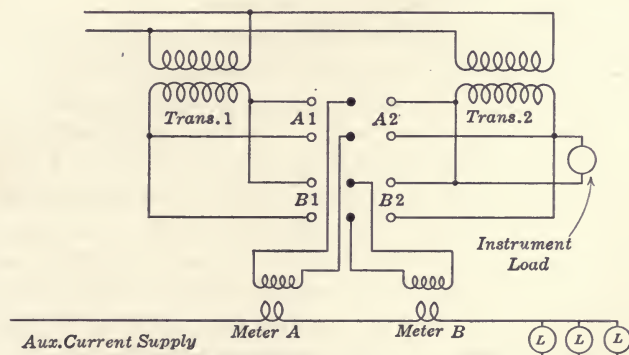 Trans.1
A1
A2
Trans.2
B1
B2
Instrument
Load
Meter A
Meter B
Aux.Current Supply
L
L
L